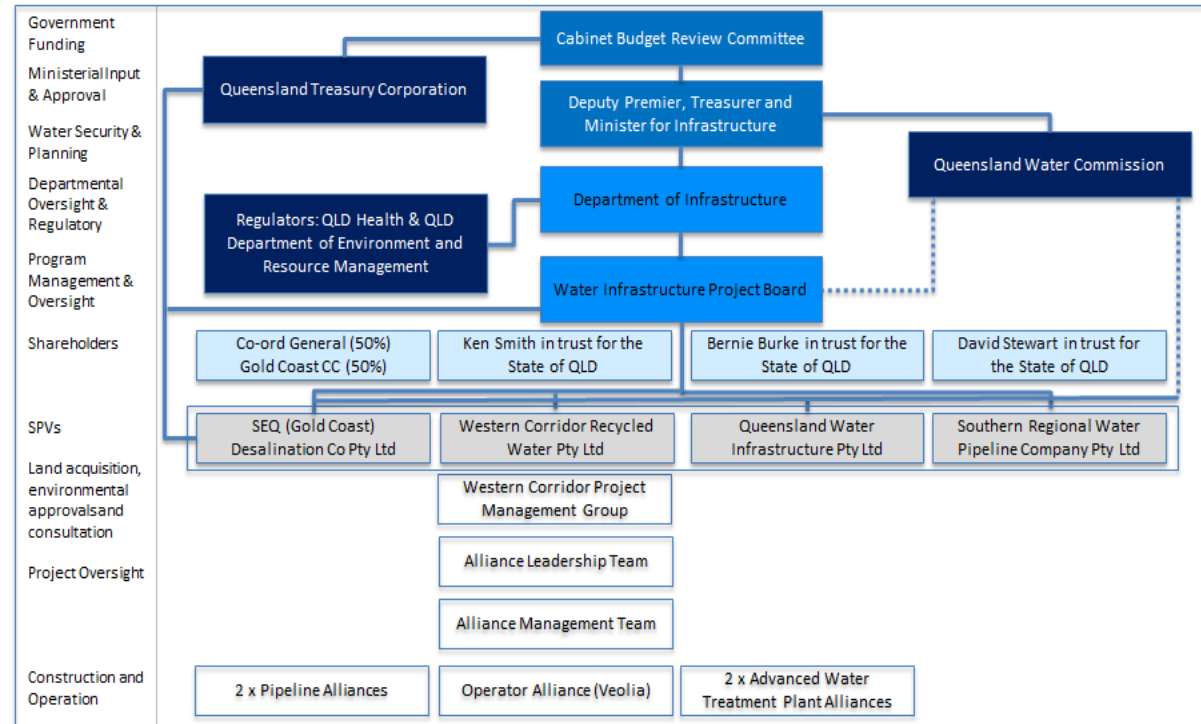 Government
Funding
Cabinet Budget Review Committee
Ministerial Input
& Approval
Queensland Treasury Corporation
Deputy Premier, Treasurer and
Minister for Infrastructure
Water Security &
Planning
Queensland Water Commission
Departmental
Oversight &
Regulatory
Department of Infrastructure
Regulators: QLD Health & QLD
Department of Environment and
Resource Management
Program
Management &
Oversight
Water Infrastructure Project Board
Shareholders
Co-ord General (50%)
Gold Coast CC (50%)
Ken Smith in trust for the
State of QLD
Bernie Burke in trust for the
State of QLD
David Stewart in trust for
the State of QLD
SPVs
SEQ (Gold Coast)
Desalination Co Pty Ltd
Western Corridor Recycled
Water Pty Ltd
Queensland Water
Infrastructure Pty Ltd
Southern Regional Water
Pipeline Company Pty Ltd
Land acquisition,
environmental
approvalsand
consultation
Western Corridor Project
Management Group
Project Oversight
Alliance Leadership Team
Alliance Management Team
Construction and
Operation
2 x Pipeline Alliances
Operator Alliance (Veolia)
2 x Advanced Water
Treatment Plant Alliances